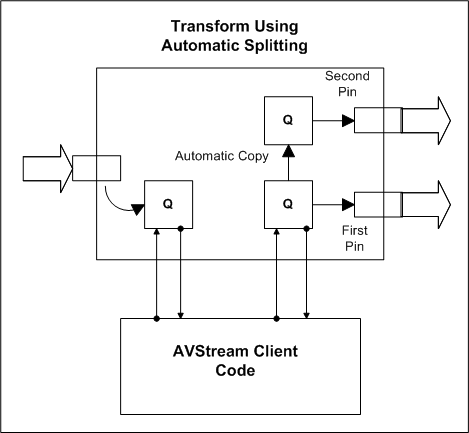 Transform Using
Automatic Splitting
Second
Pin
Q
Automatic Copy
Q
Q
First
Pin
AVStream Client
Code